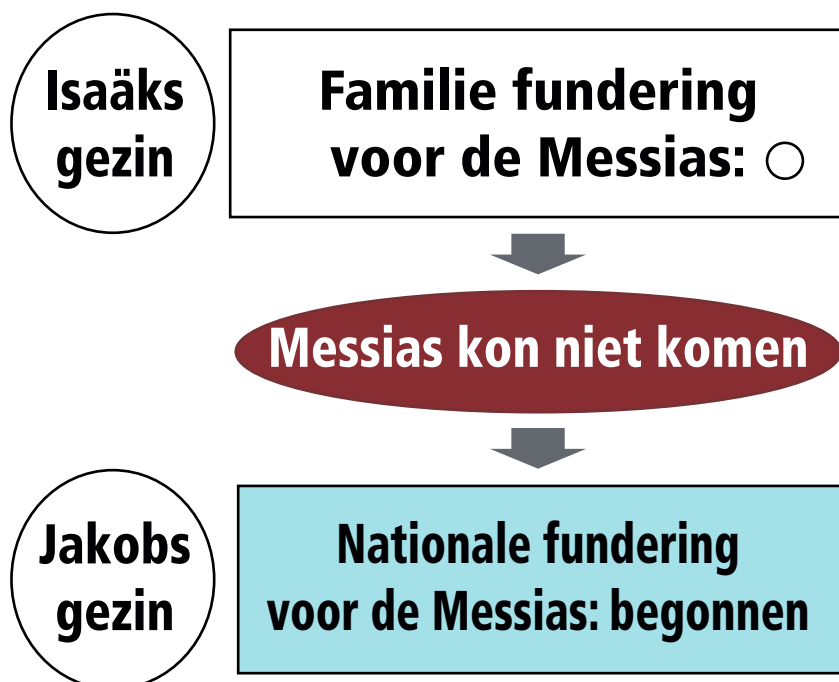 Isaäks
gezin
Familie fundering
voor de Messias: ○
Messias kon niet komen
Jakobs
gezin
Nationale fundering
voor de Messias: begonnen